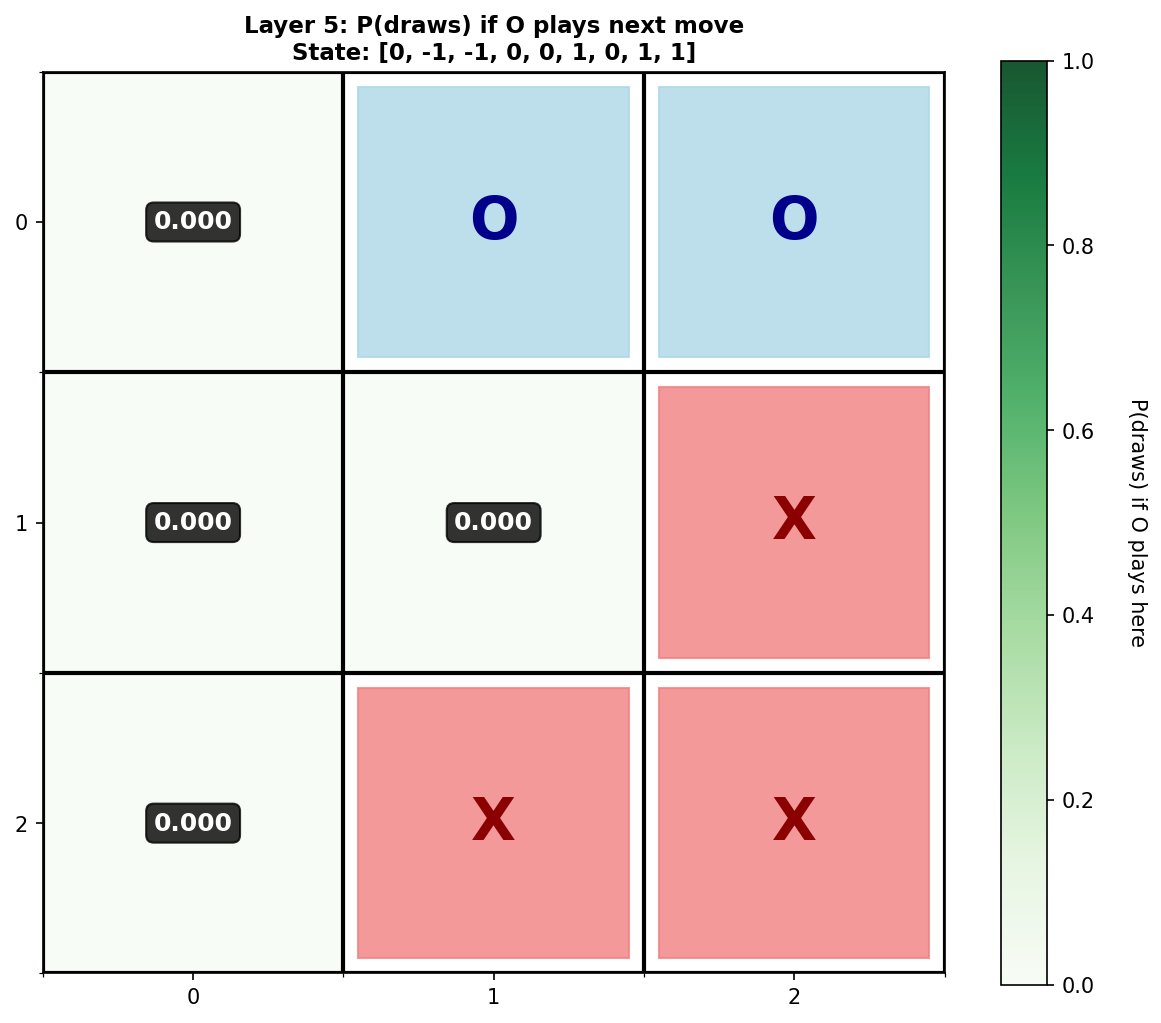 Layer 5: P(draws) if O plays next move
State: [0, -1, -1, 0, 0, 1, 0, 1, 1]
0.000
O
O
0
0.000
0.000
X
1
0.000
X
X
2
0
1
2
1.0
0.8
0.6
0.4
0.2
0.0
P(draws) if O plays here